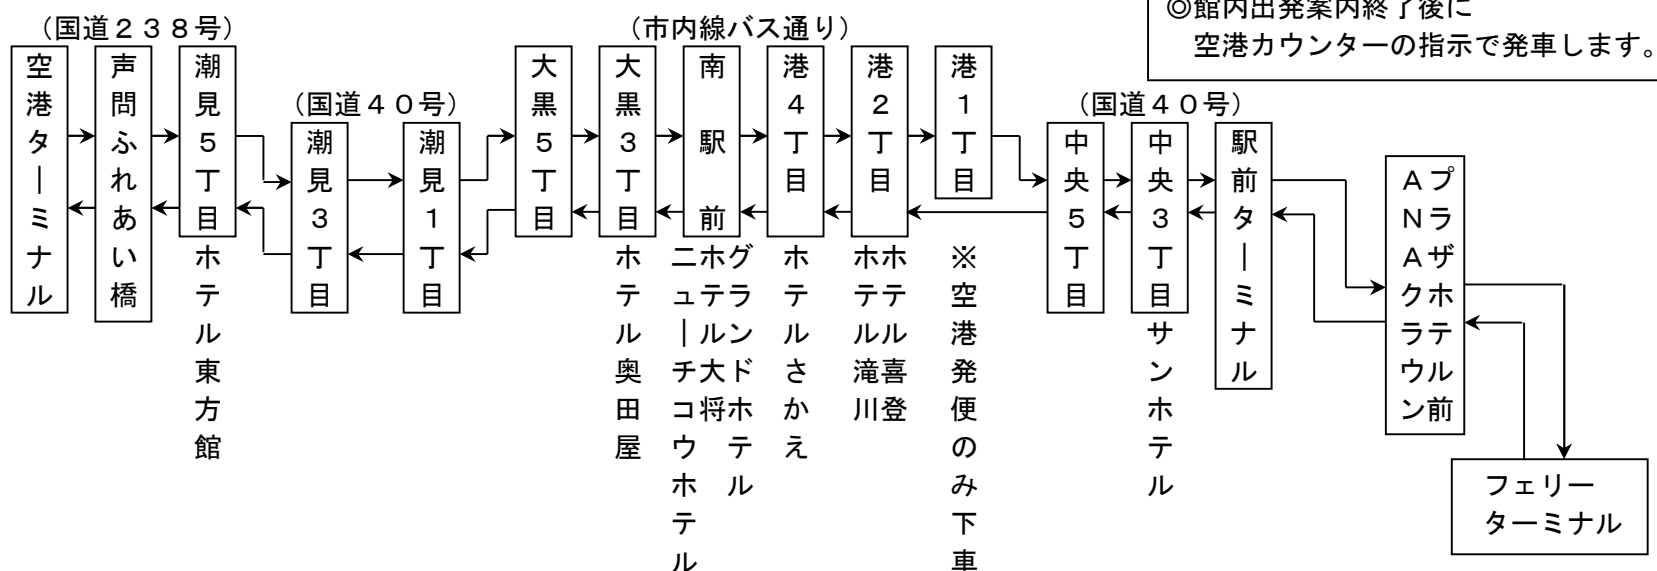 ◎館内出発案内終了後に
空港カウンターの指示で発車します。
（国道２３８号）
（市内線バス通り）
（国道４０号）
（国道４０号）
空港ターミナル
声問ふれあい橋
潮見５丁目
ホテル東方館
潮見３丁目
潮見１丁目
大黒５丁目
大黒３丁目
ホテル奥田屋
南駅前
グランドホテル
ホテル大将
ニューチコウホテル
港４丁目
ホテルさかえ
港２丁目
ホテル喜登
ホテル滝川
港１丁目
※空港発便のみ下車
中央５丁目
中央３丁目
サンホテル
駅前ターミナル
ＡＮＡクラウン
プラザホテル前
フェリー
ターミナル